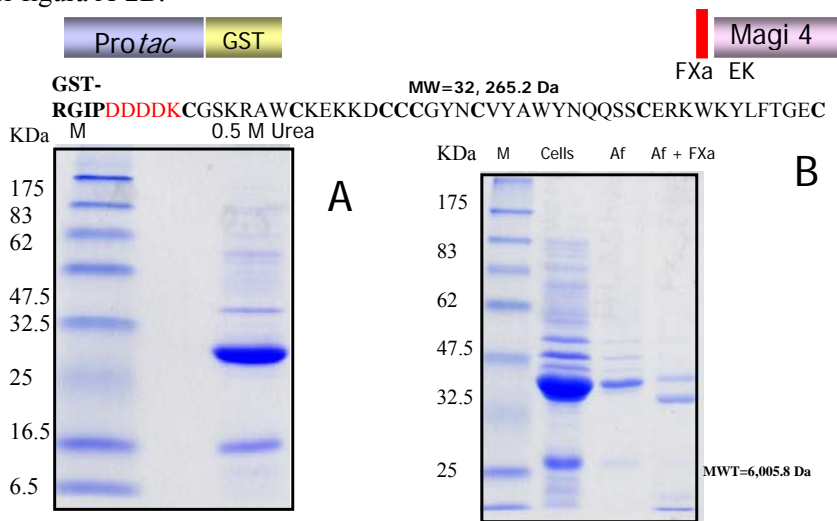 Protac GST Magi 4
FXa EK
GST- MW=32, 265.2 Da
RGIPDDDDKCGSKRAWCKEKKDCCCGYNCVYAWYNQQSSCERKWKYLFTGEC
KDa M 0.5 M Urea
175
83
62
47.5
32.5
25
16.5
6.5
A
KDa M Cells Af Af + FXa
175
83
62
47.5
32.5
25
MWT=6,005.8 Da
B